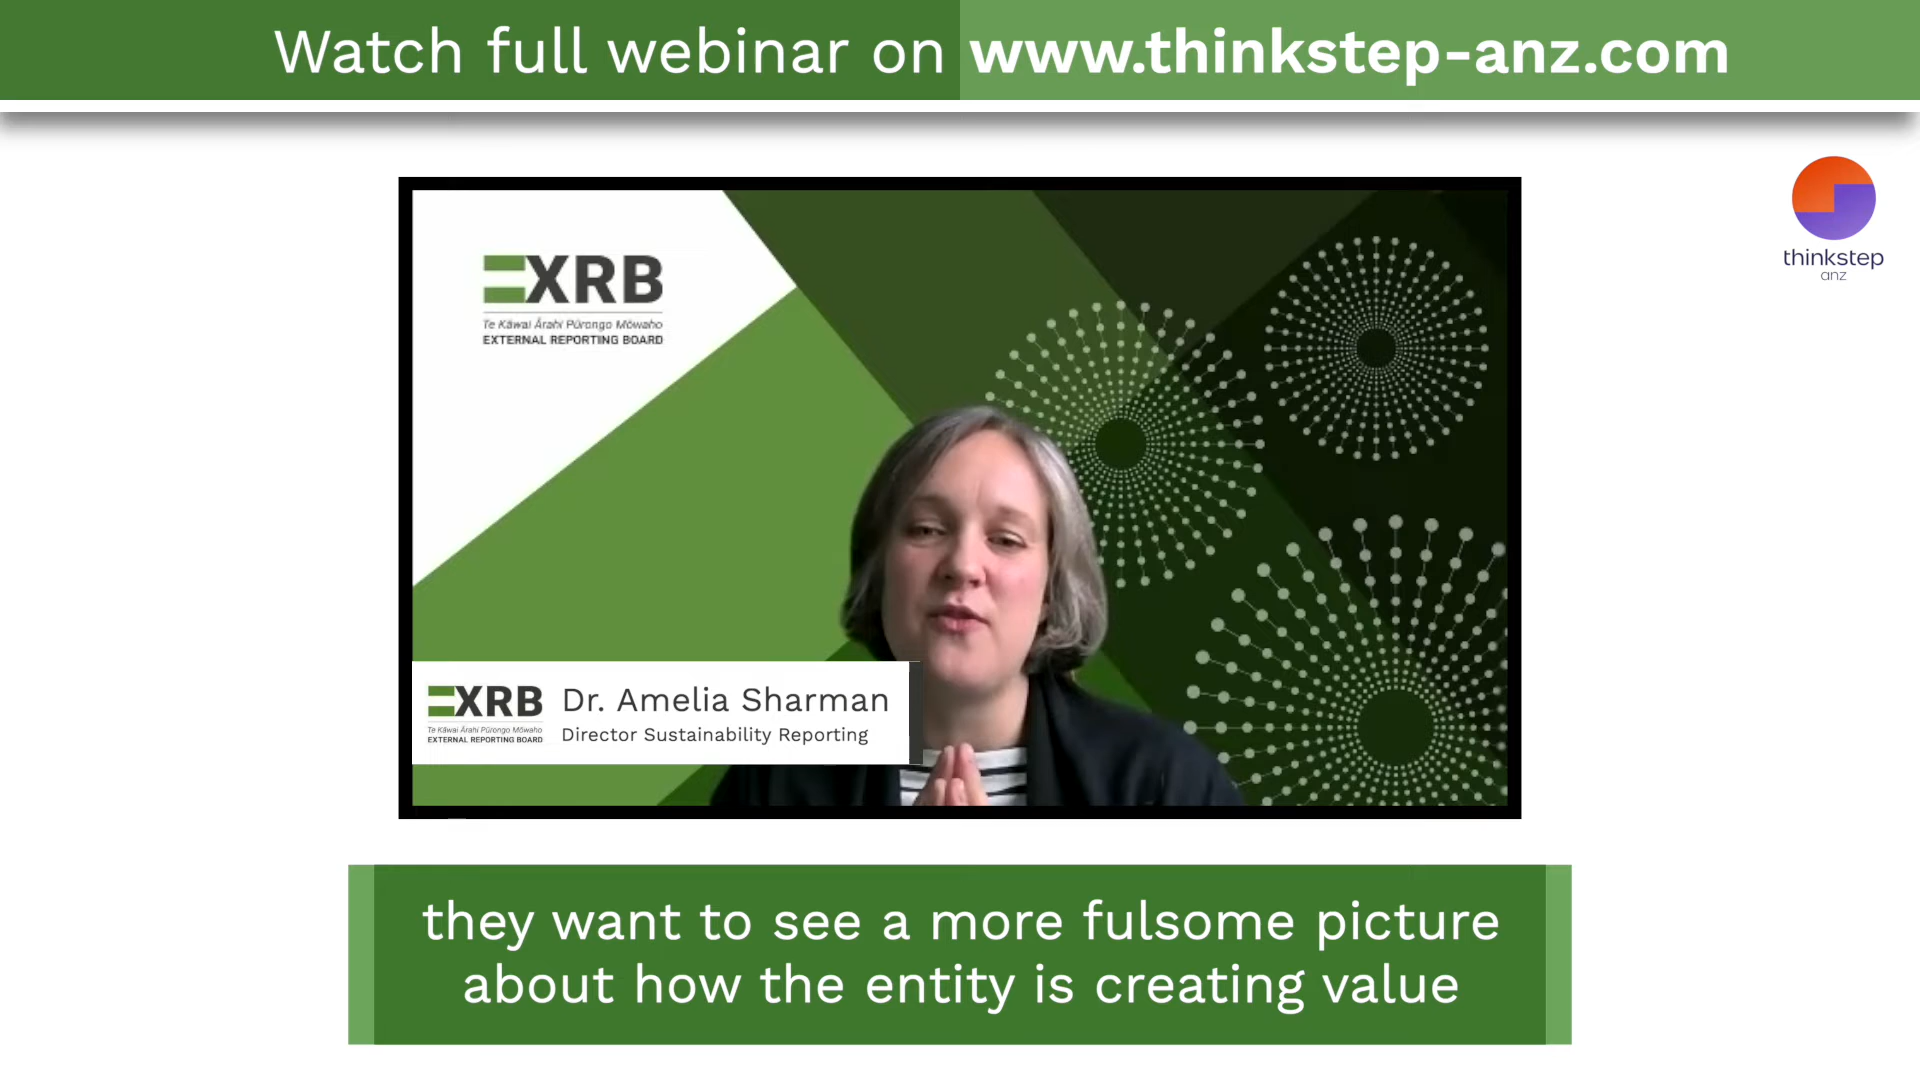 Watch full webinar on www.thinkstep-anz.com
thinkstep
anz
XRB
Te Kāwai Ārahi Pūrongo Mōwaho
EXTERNAL REPORTING BOARD
XRB
Te Kāwai Ārahi Pūrongo Mōwaho
EXTERNAL REPORTING BOARD
Dr. Amelia Sharman
Director Sustainability Reporting
they want to see a more fulsome picture
about how the entity is creating value